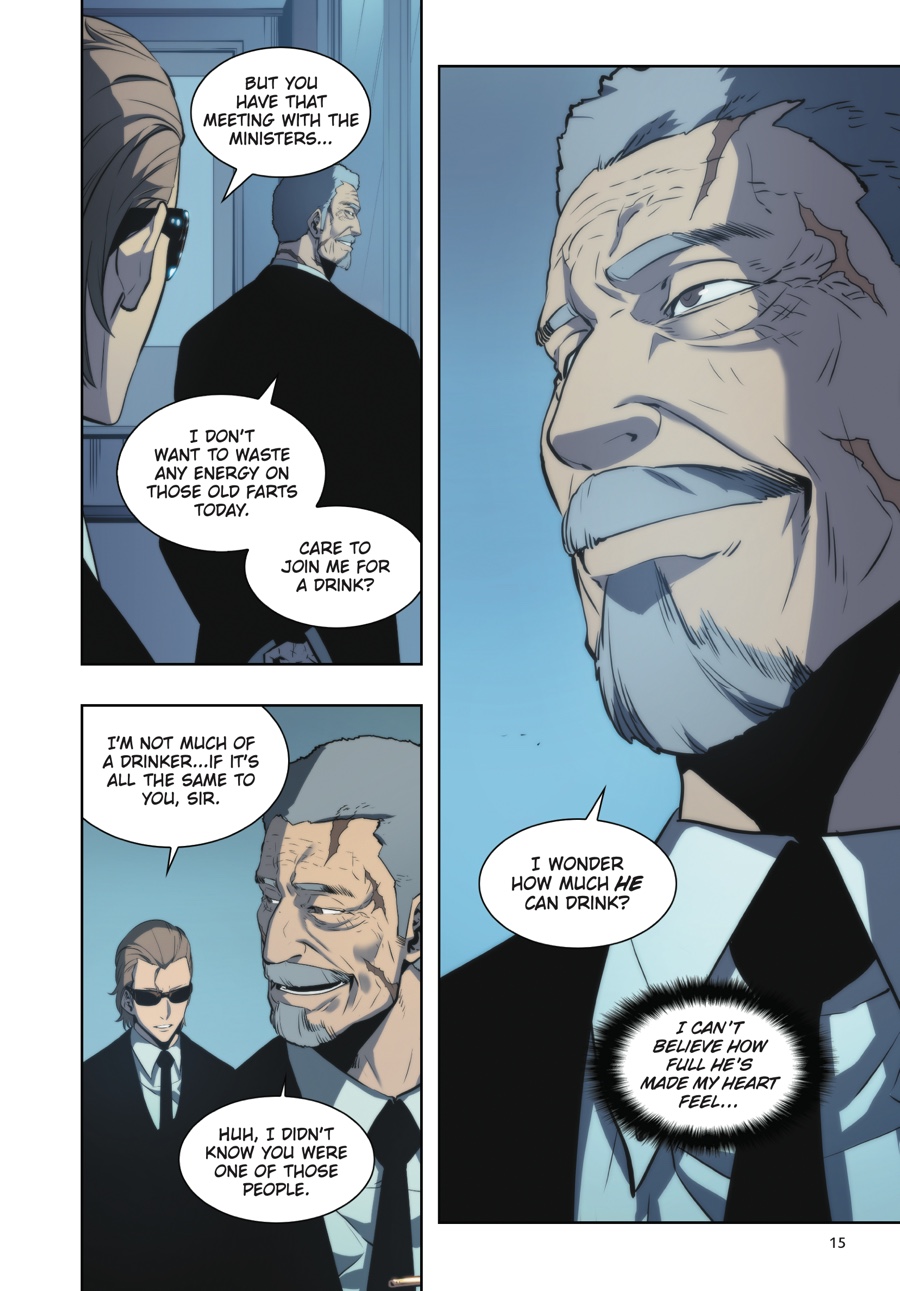 BUT YOU
HAVE THAT
MEETING WITH THE
MINISTERS...
I DON'T
WANT TO WASTE
ANY ENERGY ON
THOSE OLD FARTS
TODAY.
CARE TO
JOIN ME FOR
A DRINK?
I'M NOT MUCH OF
A DRINKER...IF IT'S
ALL THE SAME TO
YOU, SIR.
HUH, I DIDN'T
KNOW YOU WERE
ONE OF THOSE
PEOPLE.
I WONDER
HOW MUCH HE
CAN DRINK?
I CAN'T
BELIEVE HOW
FULL HE'S
MADE MY HEART
FEEL...
15